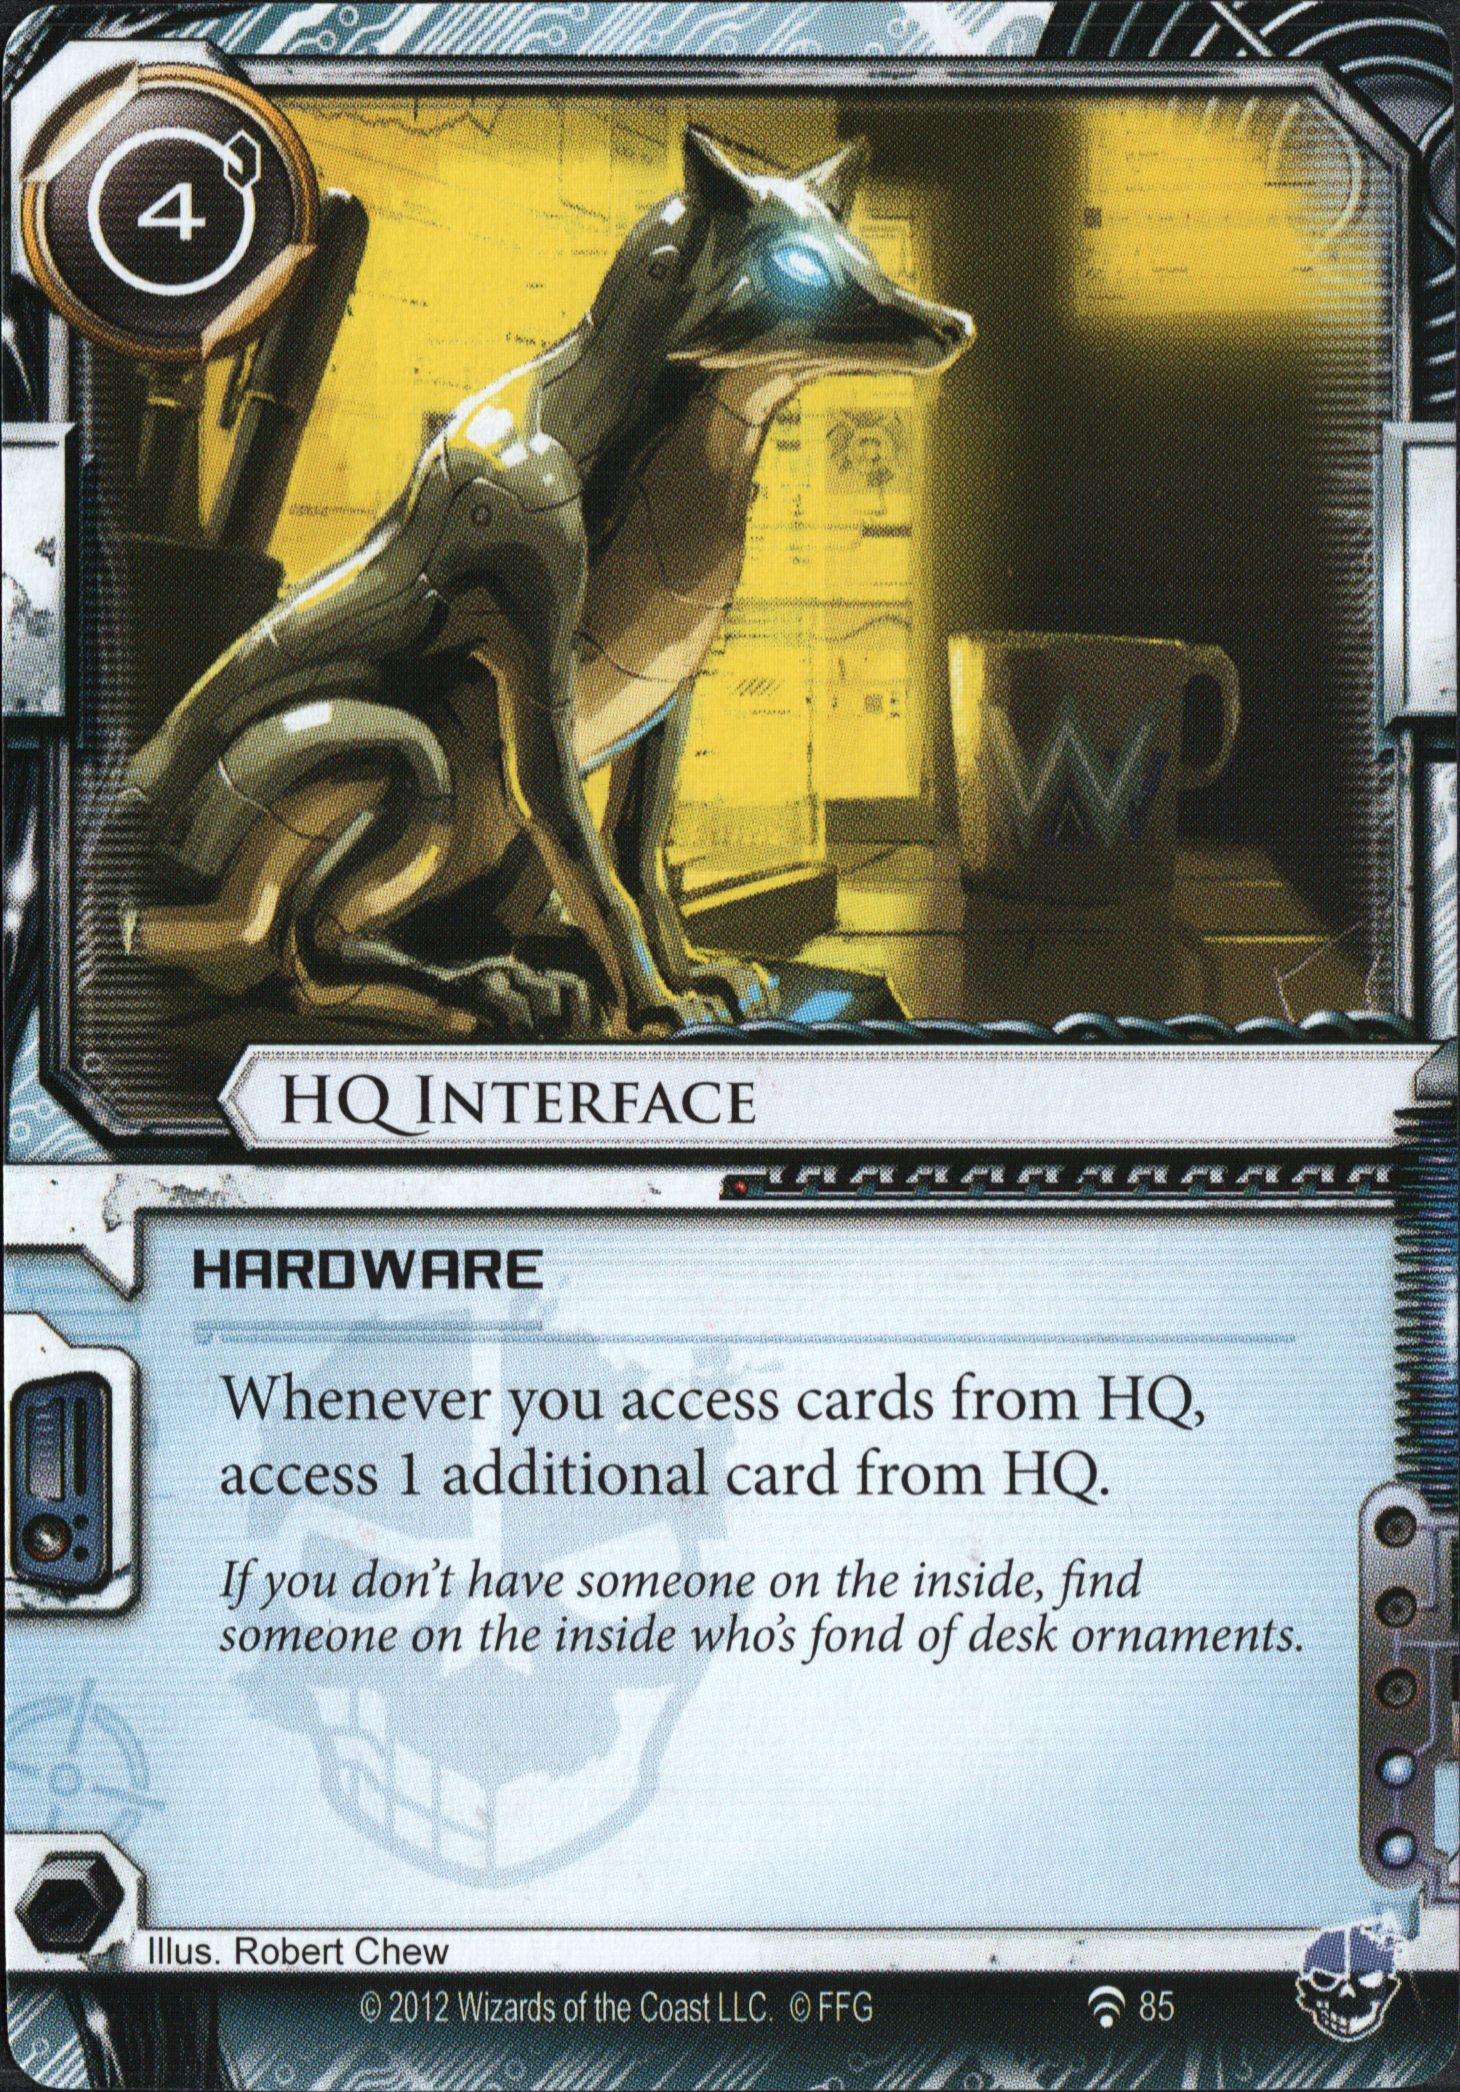 4
W
HQ INTERFACE
HARDWARE
Whenever you access cards from HQ,
access 1 additional card from HQ.
If you don't have someone on the inside, find
someone on the inside who's fond of desk ornaments.
Illus. Robert Chew
© 2012 Wizards of the Coast LLC. © FFG
85